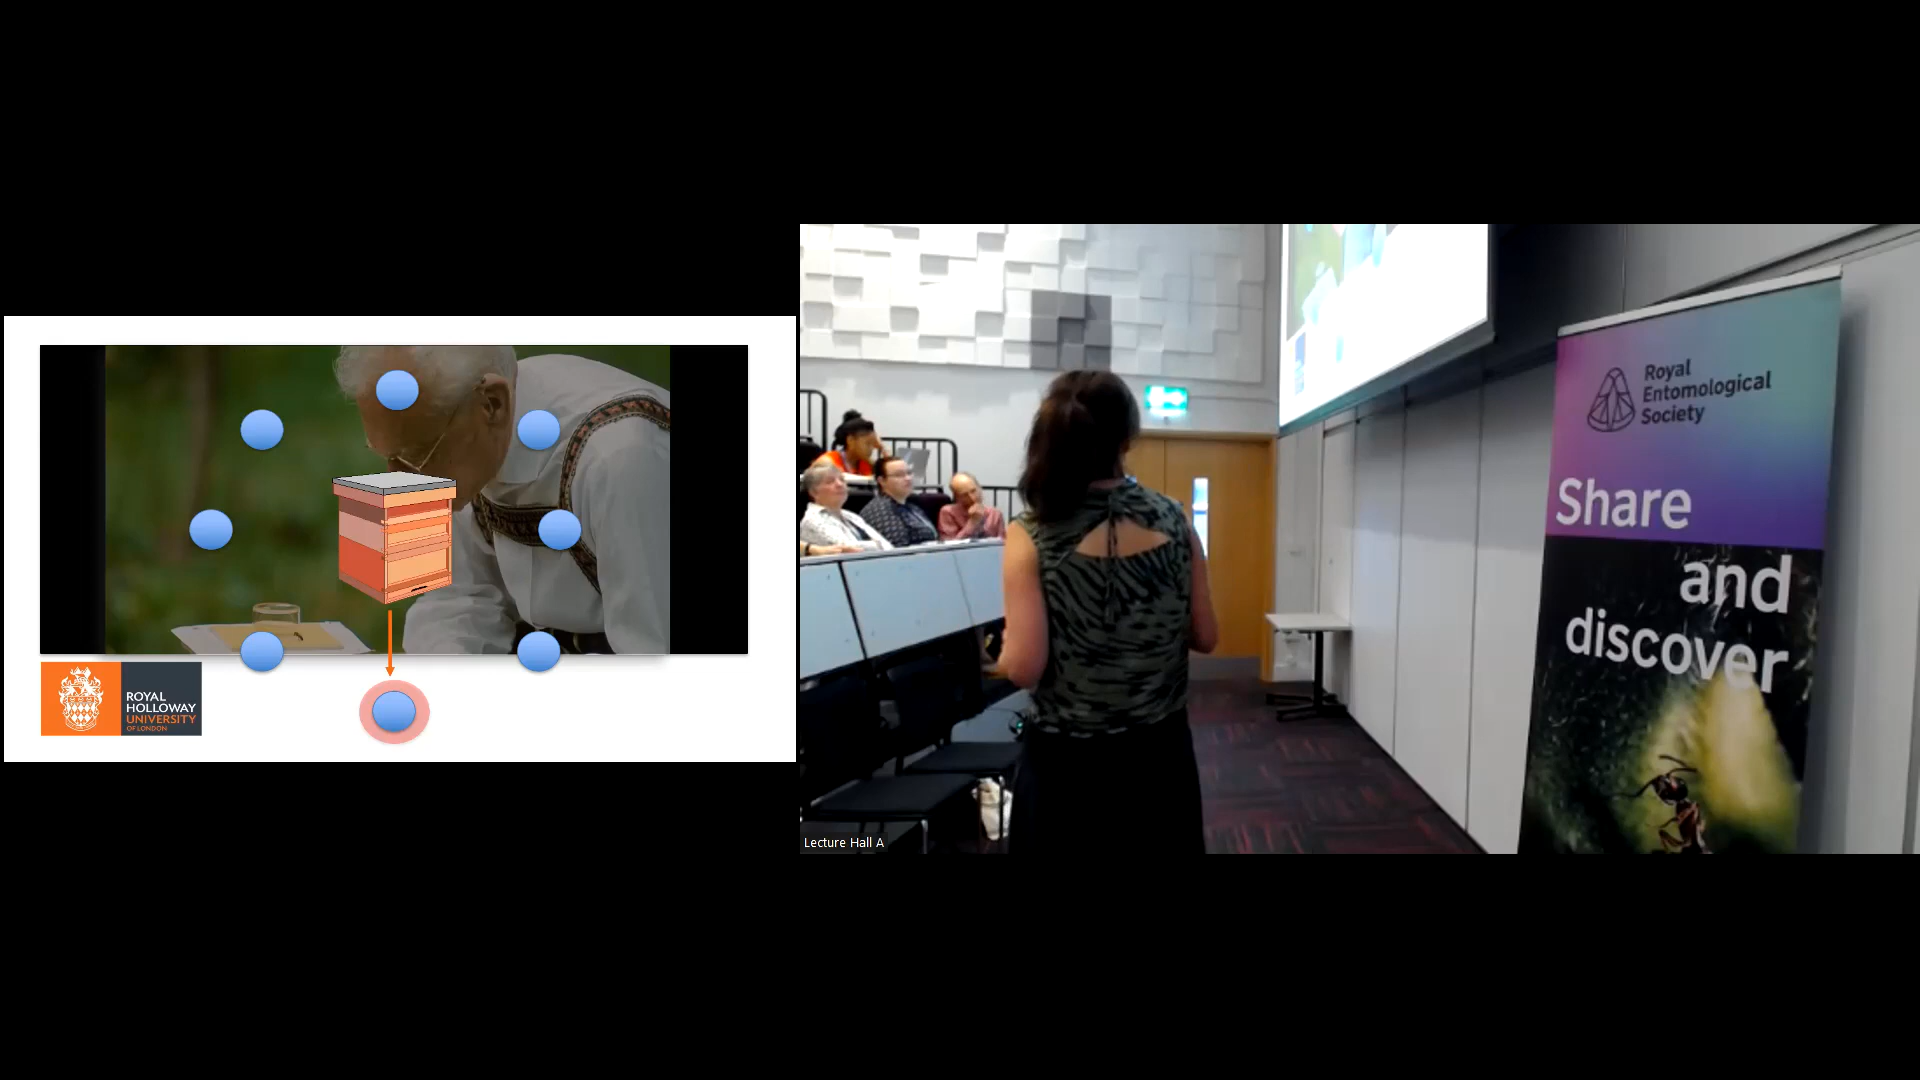 ROYAL
HOLLOWAY
UNIVERSITY
OF LONDON
Royal
Entomological
Society
Share
and
discover
Lecture Hall A